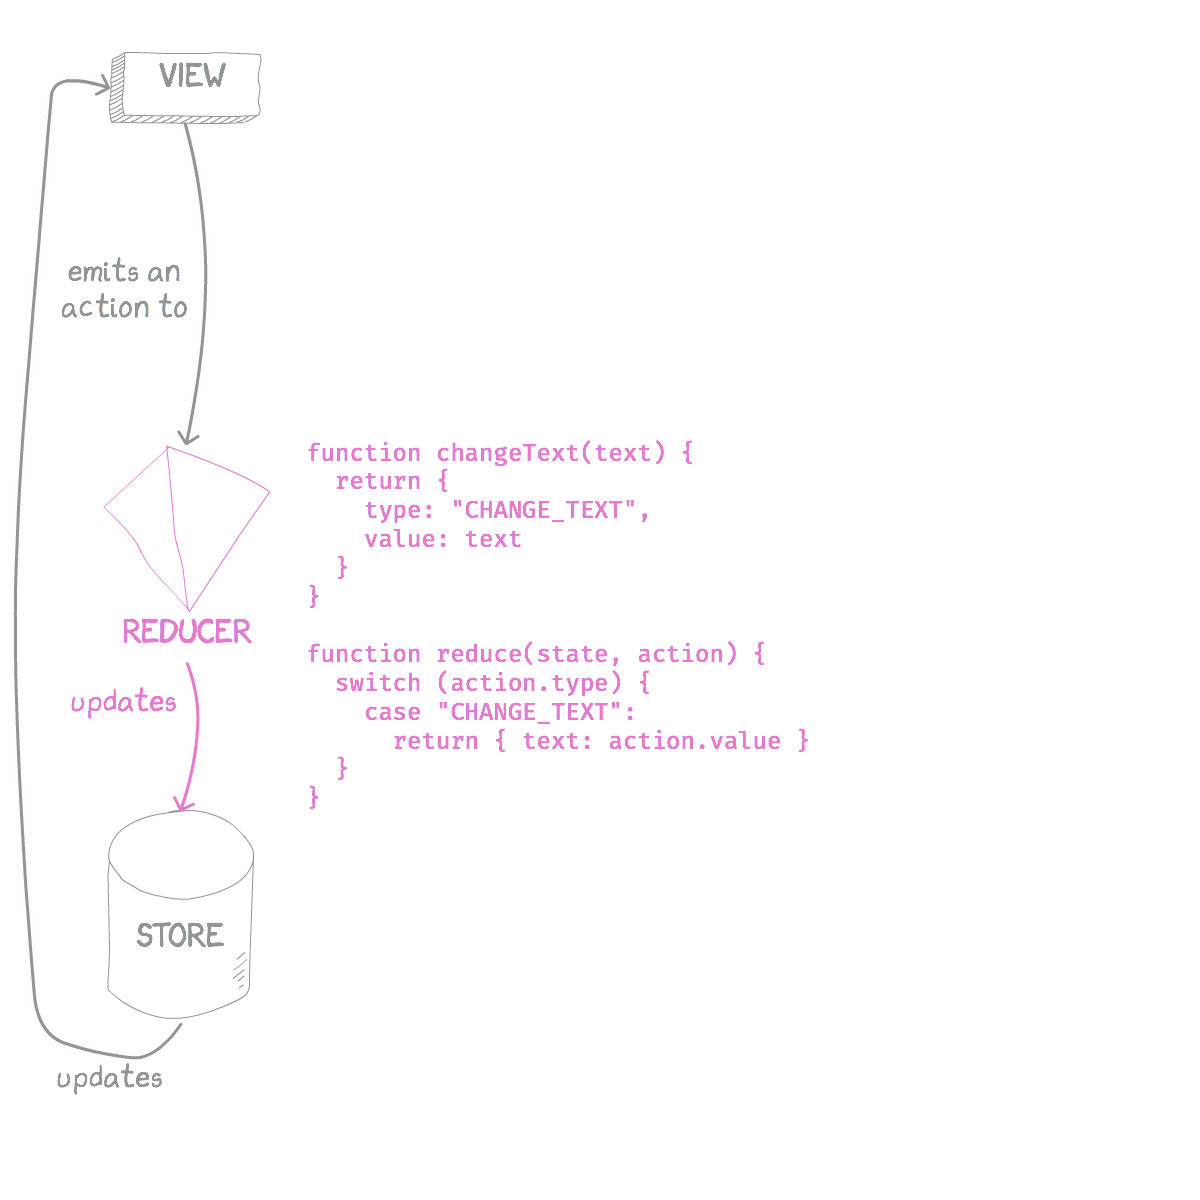 VIEW
emits an
action to
function changeText(text) {
  return {
    type: "CHANGE_TEXT",
    value: text
  }
}
REDUCER
function reduce(state, action) {
  switch (action.type) {
    case "CHANGE_TEXT":
      return { text: action.value }
  }
}
updates
STORE
updates